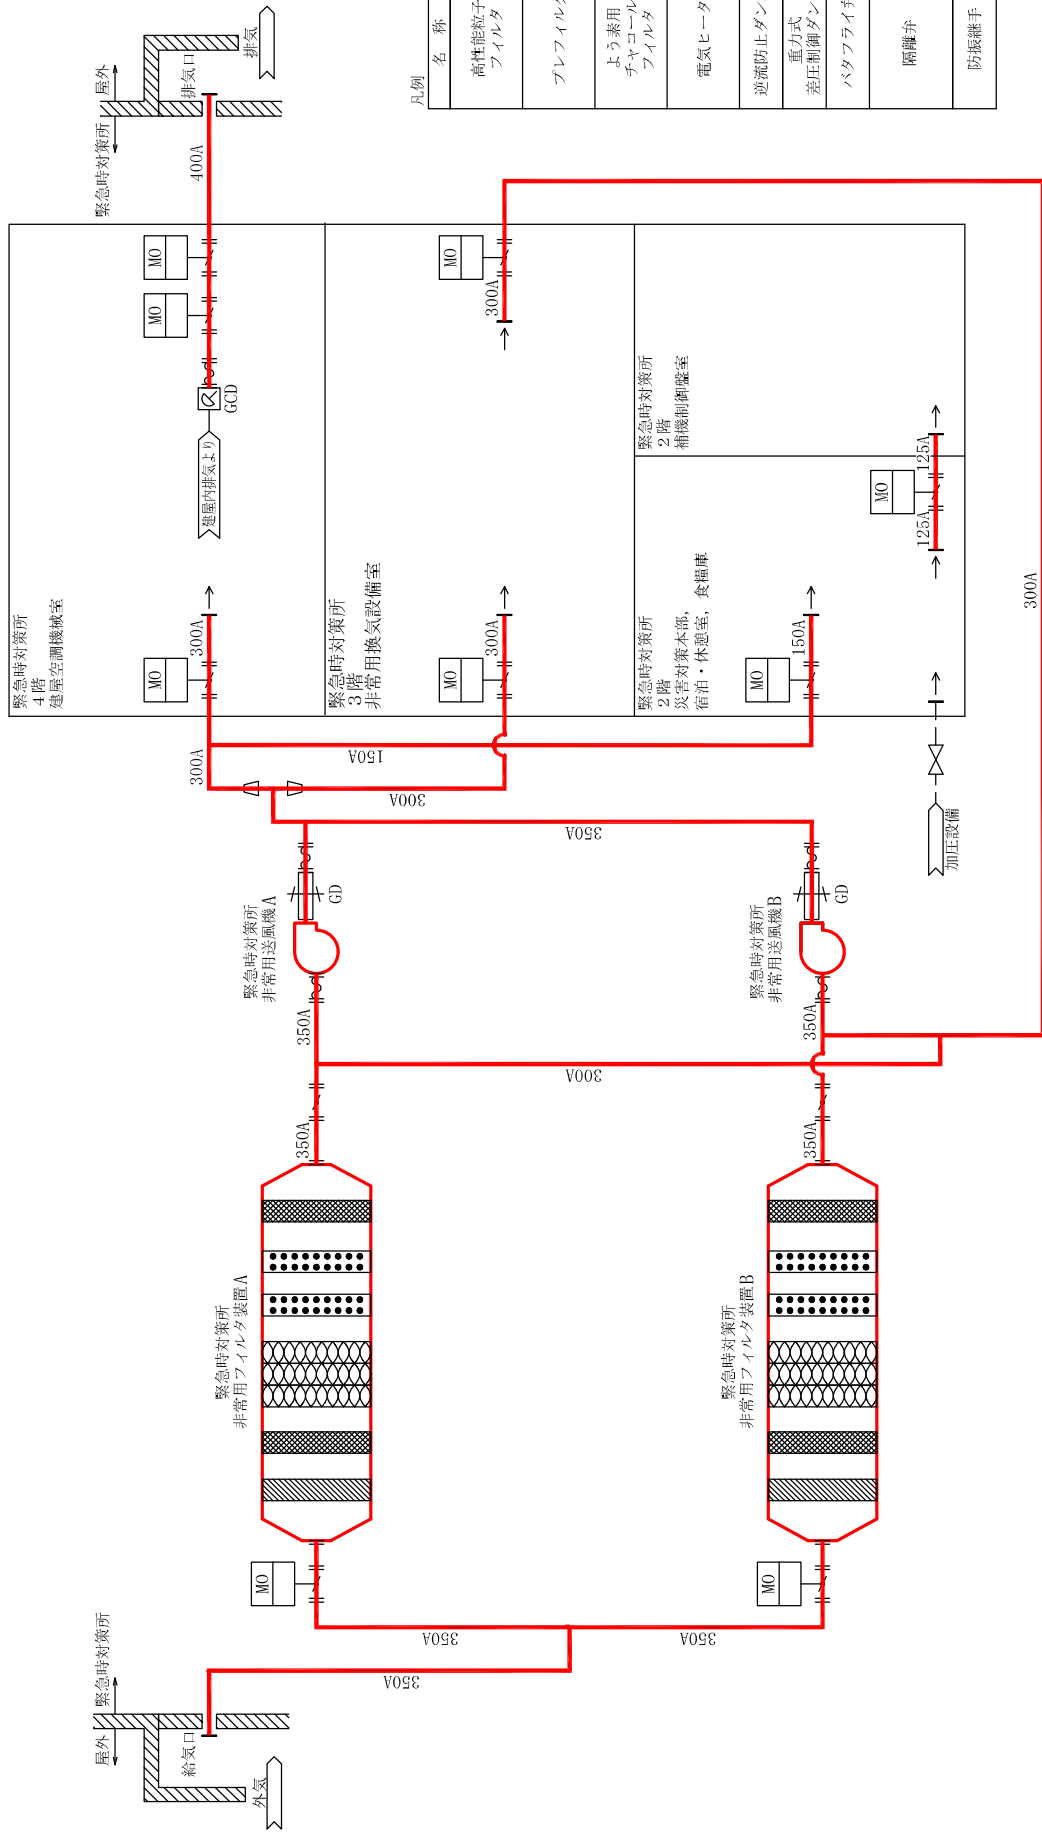 外気
屋外
緊急時対策所
給気口
350A
350A
350A
MO
MO
緊急時対策所
非常用フィルタ装置A
緊急時対策所
非常用フィルタ装置B
350A
350A
300A
350A
350A
緊急時対策所
非常用送風機A
緊急時対策所
非常用送風機B
GD
GD
350A
300A
300A
150A
加圧設備
緊急時対策所
4階
建屋空調機械室
MO
300A
建屋内排気より
GCD
MO
MO
400A
緊急時対策所
3階
非常用換気設備室
MO
300A
300A
MO
緊急時対策所
2階
災害対策本部,
宿泊・休憩室, 食糧庫
MO
150A
125A
MO
125A
緊急時対策所
2階
補機制御盤室
300A
緊急時対策所
屋外
排気口
排気
凡例
名 称
高性能粒子
フィルタ
プレフィルタ
よう素用
チャコール
フィルタ
電気ヒータ
逆流防止ダン
重力式
差圧制御ダン
バタフライ弁
隔離弁
防振継手